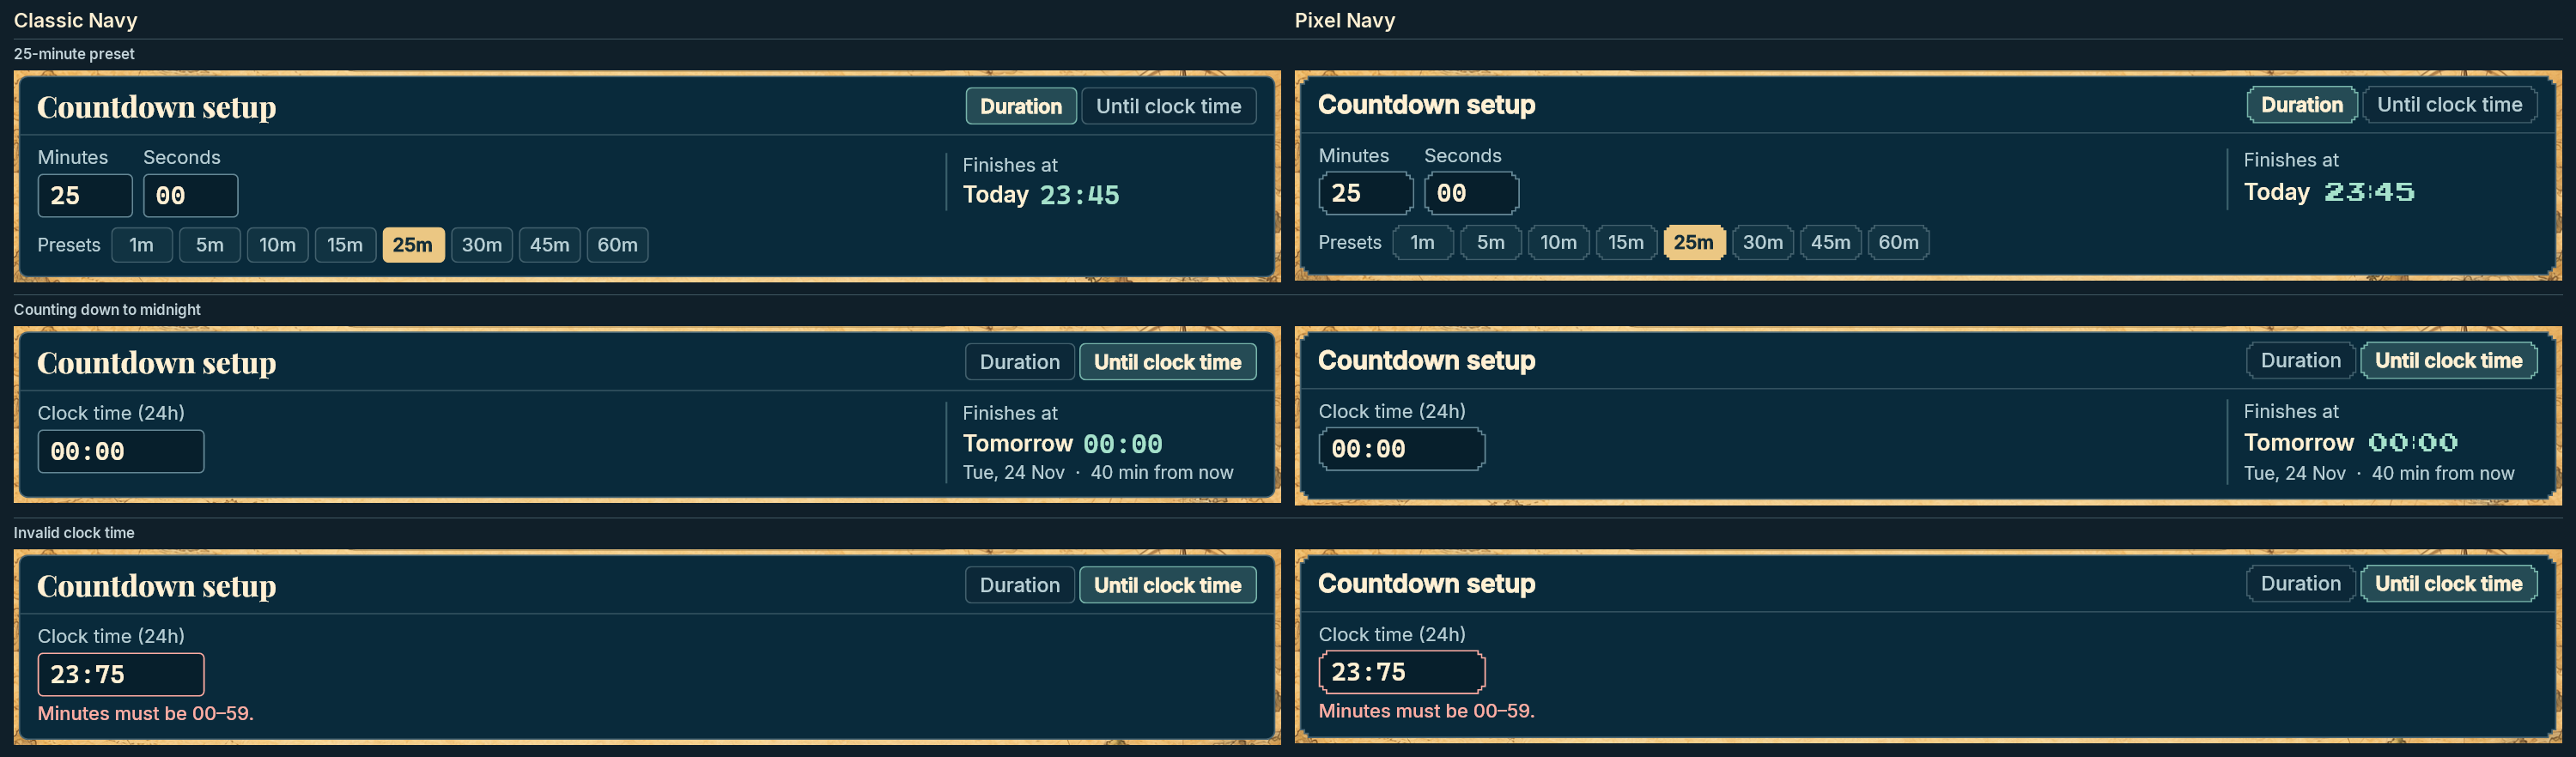 Classic Navy
Pixel Navy
25-minute preset
Countdown setup
Duration
Until clock time
Minutes
Seconds
25
00
Finishes at
Today 23:45
Presets 1m 5m 10m 15m 25m 30m 45m 60m
Countdown setup
Duration
Until clock time
Minutes
Seconds
25
00
Finishes at
Today 23:45
Presets 1m 5m 10m 15m 25m 30m 45m 60m
Counting down to midnight
Countdown setup
Duration
Until clock time
Clock time (24h)
00:00
Finishes at
Tomorrow 00:00
Tue, 24 Nov · 40 min from now
Countdown setup
Duration
Until clock time
Clock time (24h)
00:00
Finishes at
Tomorrow 00:00
Tue, 24 Nov · 40 min from now
Invalid clock time
Countdown setup
Duration
Until clock time
Clock time (24h)
23:75
Minutes must be 00–59.
Countdown setup
Duration
Until clock time
Clock time (24h)
23:75
Minutes must be 00–59.